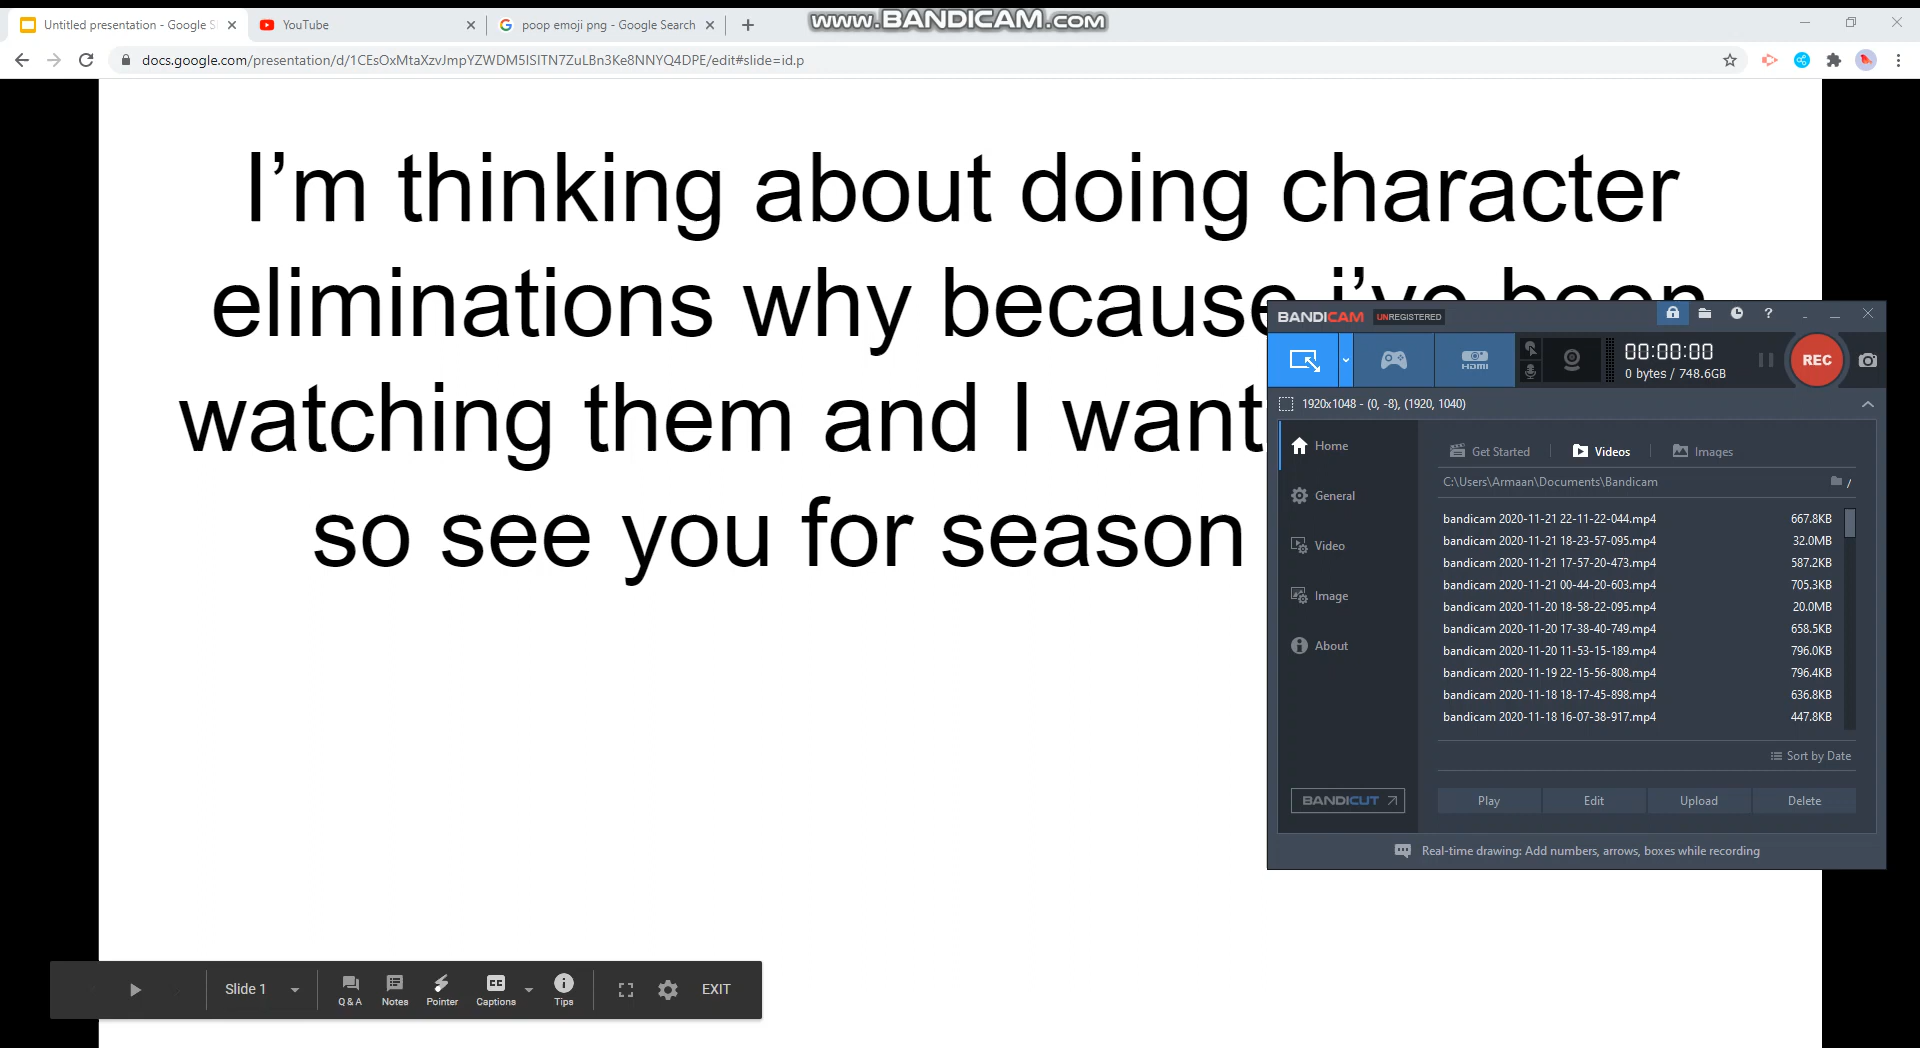 Untitled presentation - Google S
YouTube
poop emoji png - Google Search
www.BANDICAM.com
docs.google.com/presentation/d/1CEsOxMtaXzvJmpYZWDM5ISITN7ZuLBn3Ke8NNYQ4DPE/edit#slide=id.p
I'm thinking about doing character
eliminations why because i've been
watching them and I want
so see you for season
BANDICAM UNREGISTERED
?
HDMI
00:00:00
0 bytes / 748.6GB
REC
1920x1048 - (0, -8), (1920, 1040)
Home
General
Video
Image
About
BANDICUT
Get Started
Videos
Images
C:\Users\Armaan\Documents\Bandicam
/
bandicam 2020-11-21 22-11-22-044.mp4 667.8KB
bandicam 2020-11-21 18-23-57-095.mp4 32.0MB
bandicam 2020-11-21 17-57-20-473.mp4 587.2KB
bandicam 2020-11-21 00-44-20-603.mp4 705.3KB
bandicam 2020-11-20 18-58-22-095.mp4 20.0MB
bandicam 2020-11-20 17-38-40-749.mp4 658.5KB
bandicam 2020-11-20 11-53-15-189.mp4 796.0KB
bandicam 2020-11-19 22-15-56-808.mp4 796.4KB
bandicam 2020-11-18 18-17-45-898.mp4 636.8KB
bandicam 2020-11-18 16-07-38-917.mp4 447.8KB
Sort by Date
Play Edit Upload Delete
Real-time drawing: Add numbers, arrows, boxes while recording
Slide 1
Q & A
Notes
Pointer
CC
Captions
Tips
EXIT